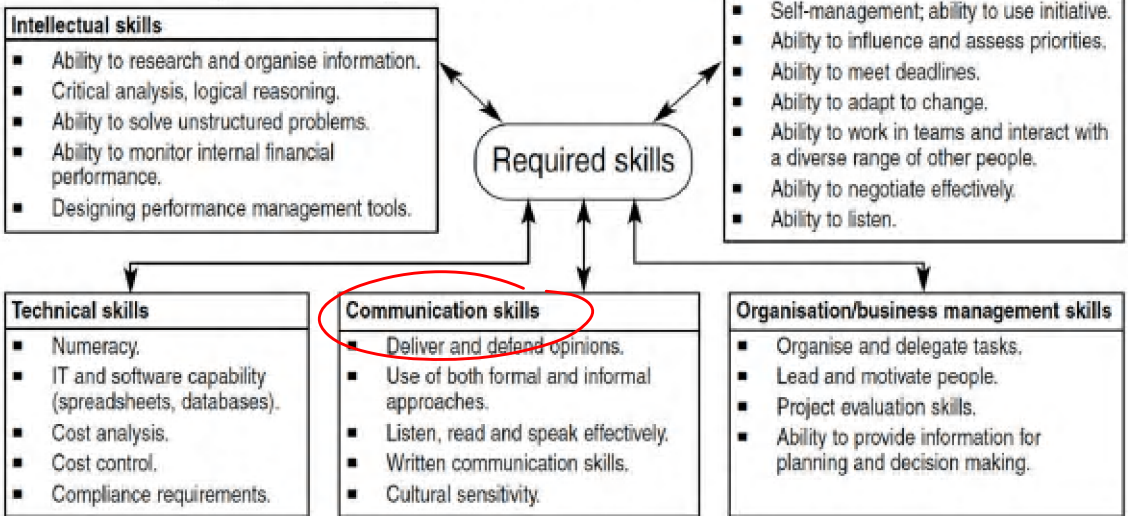 Intellectual skills
▪ Ability to research and organise information.
▪ Critical analysis, logical reasoning.
▪ Ability to solve unstructured problems.
▪ Ability to monitor internal financial
performance.
▪ Designing performance management tools.
▪ Self-management; ability to use initiative.
▪ Ability to influence and assess priorities.
▪ Ability to meet deadlines.
▪ Ability to adapt to change.
▪ Ability to work in teams and interact with
a diverse range of other people.
▪ Ability to negotiate effectively.
▪ Ability to listen.
Required skills
Technical skills
▪ Numeracy.
▪ IT and software capability
(spreadsheets, databases).
▪ Cost analysis.
▪ Cost control.
▪ Compliance requirements.
Communication skills
▪ Deliver and defend opinions.
▪ Use of both formal and informal
approaches.
▪ Listen, read and speak effectively.
▪ Written communication skills.
▪ Cultural sensitivity.
Organisation/business management skills
▪ Organise and delegate tasks.
▪ Lead and motivate people.
▪ Project evaluation skills.
▪ Ability to provide information for
planning and decision making.